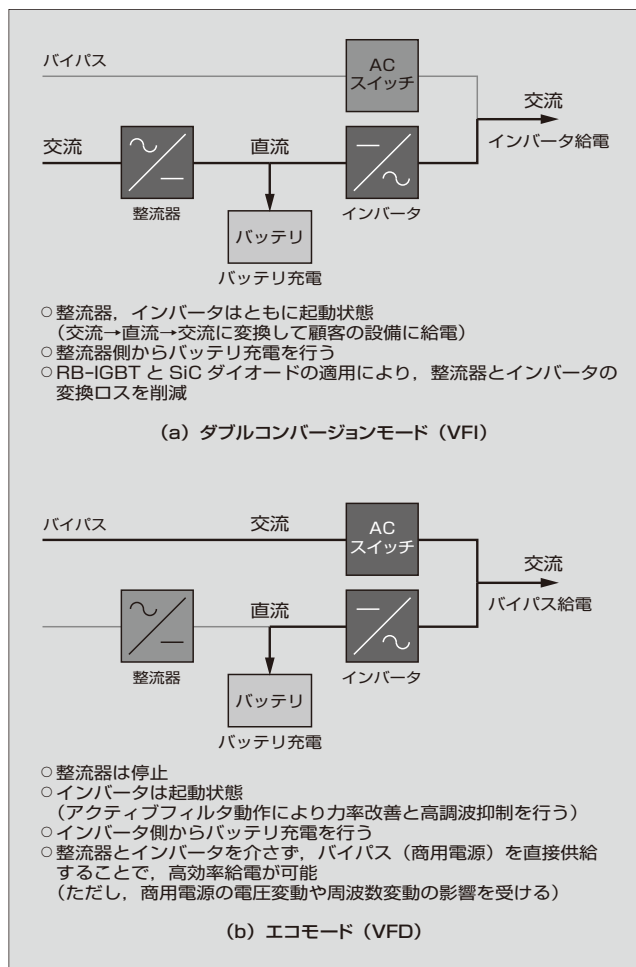 バイパス
AC
スイッチ
交流
インバータ給電
交流
整流器
直流
インバータ
バッテリ
バッテリ充電
○整流器，インバータはともに起動状態
（交流→直流→交流に変換して顧客の設備に給電）
○整流器側からバッテリ充電を行う
○RB-IGBT と SiC ダイオードの適用により，整流器とインバータの
変換ロスを削減
(a) ダブルコンバージョンモード（VFI）
バイパス
交流
AC
スイッチ
交流
バイパス給電
整流器
直流
インバータ
バッテリ
バッテリ充電
○整流器は停止
○インバータは起動状態
（アクティブフィルタ動作により力率改善と高調波抑制を行う）
○インバータ側からバッテリ充電を行う
○整流器とインバータを介さず，バイパス（商用電源）を直接供給
することで，高効率給電が可能
（ただし，商用電源の電圧変動や周波数変動の影響を受ける）
(b) エコモード（VFD）